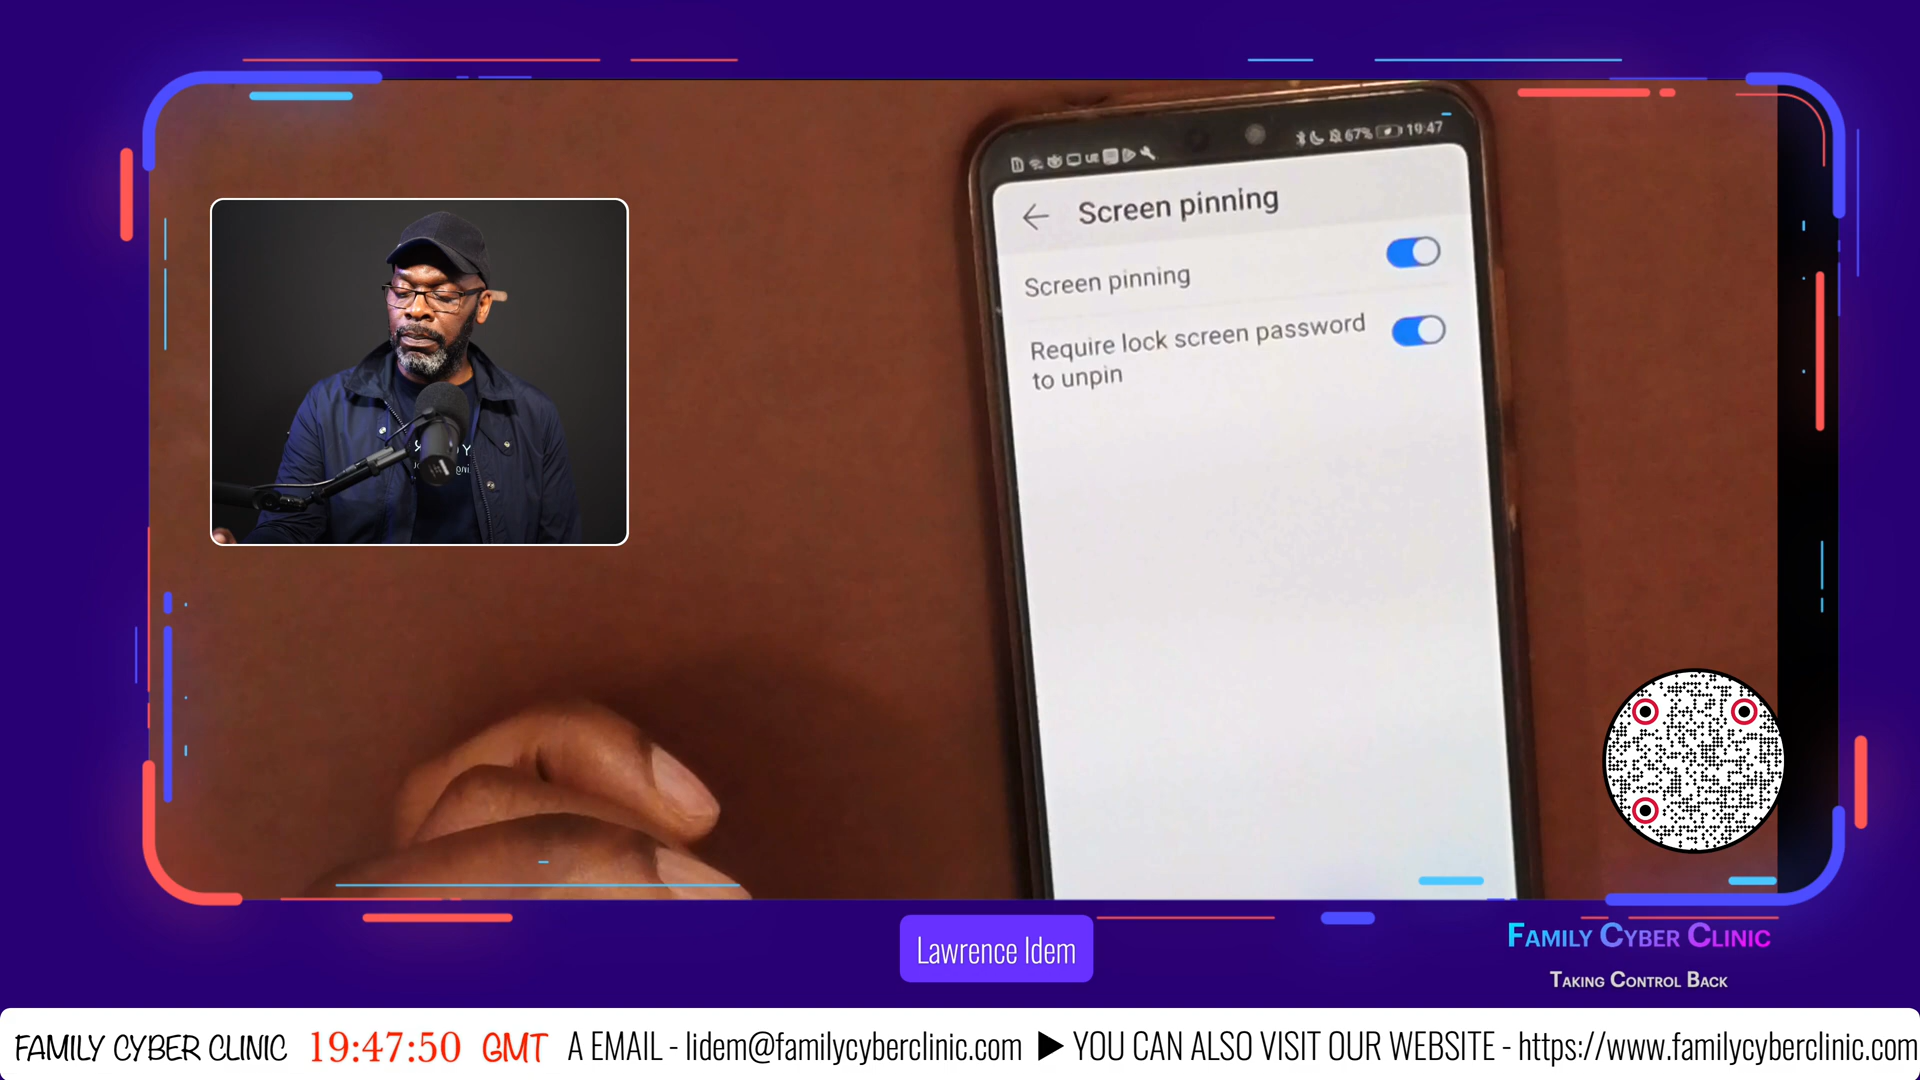 67% 19:47
Screen pinning
Screen pinning
Require lock screen password
to unpin
Lawrence Idem
FAMILY CYBER CLINIC
TAKING CONTROL BACK
FAMILY CYBER CLINIC 19:47:50 GMT A EMAIL - lidem@familycyberclinic.com ▶ YOU CAN ALSO VISIT OUR WEBSITE - https://www.familycyberclinic.com